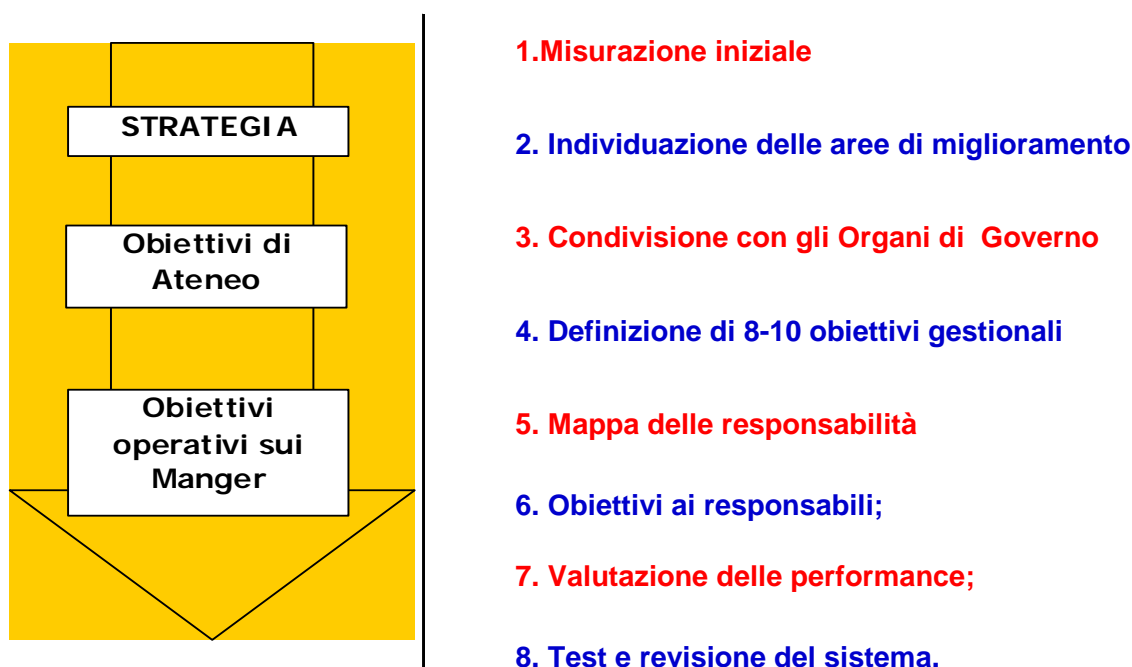 STRATEGIA
Obiettivi di
Ateneo
Obiettivi
operativi sui
Manger
1.Misurazione iniziale
2. Individuazione delle aree di miglioramento
3. Condivisione con gli Organi di Governo
4. Definizione di 8-10 obiettivi gestionali
5. Mappa delle responsabilità
6. Obiettivi ai responsabili;
7. Valutazione delle performance;
8. Test e revisione del sistema.